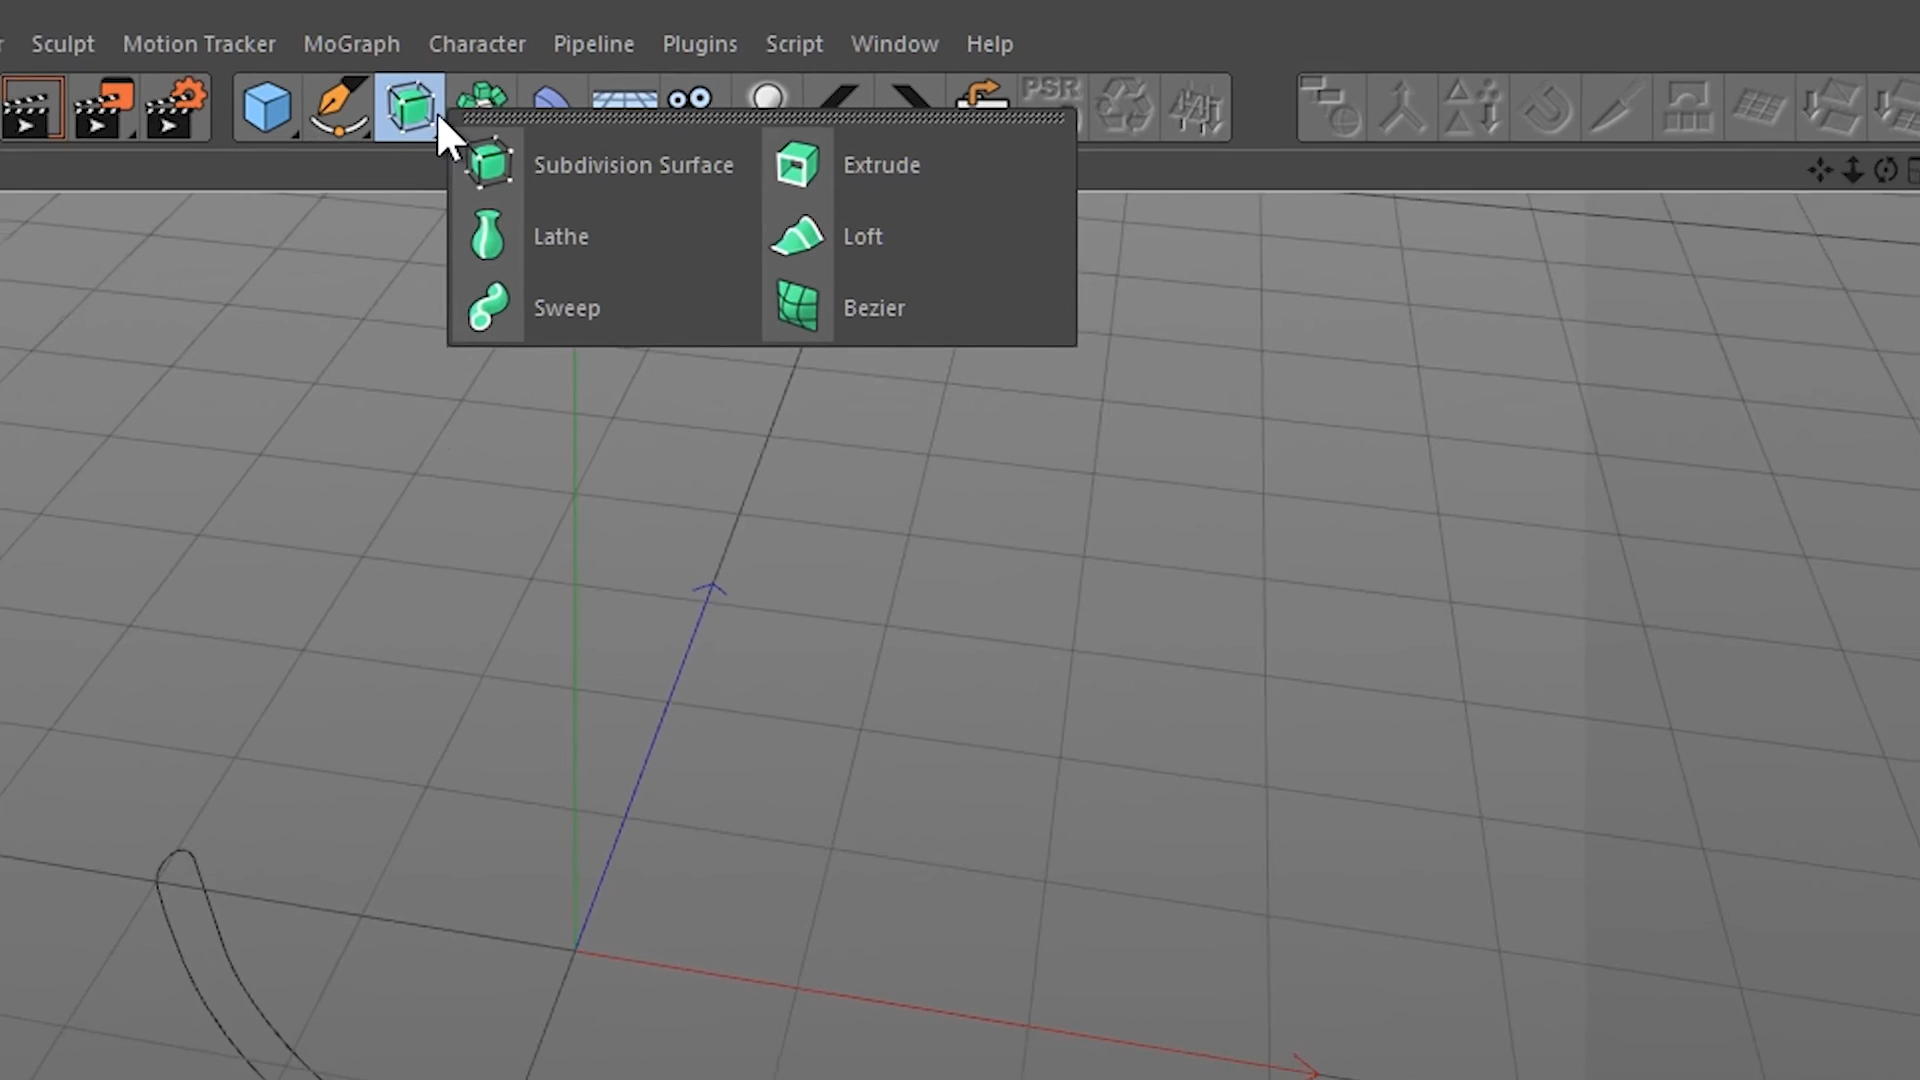 Sculpt Motion Tracker MoGraph Character Pipeline Plugins Script Window Help
PSR
Subdivision Surface Extrude
Lathe Loft
Sweep Bezier